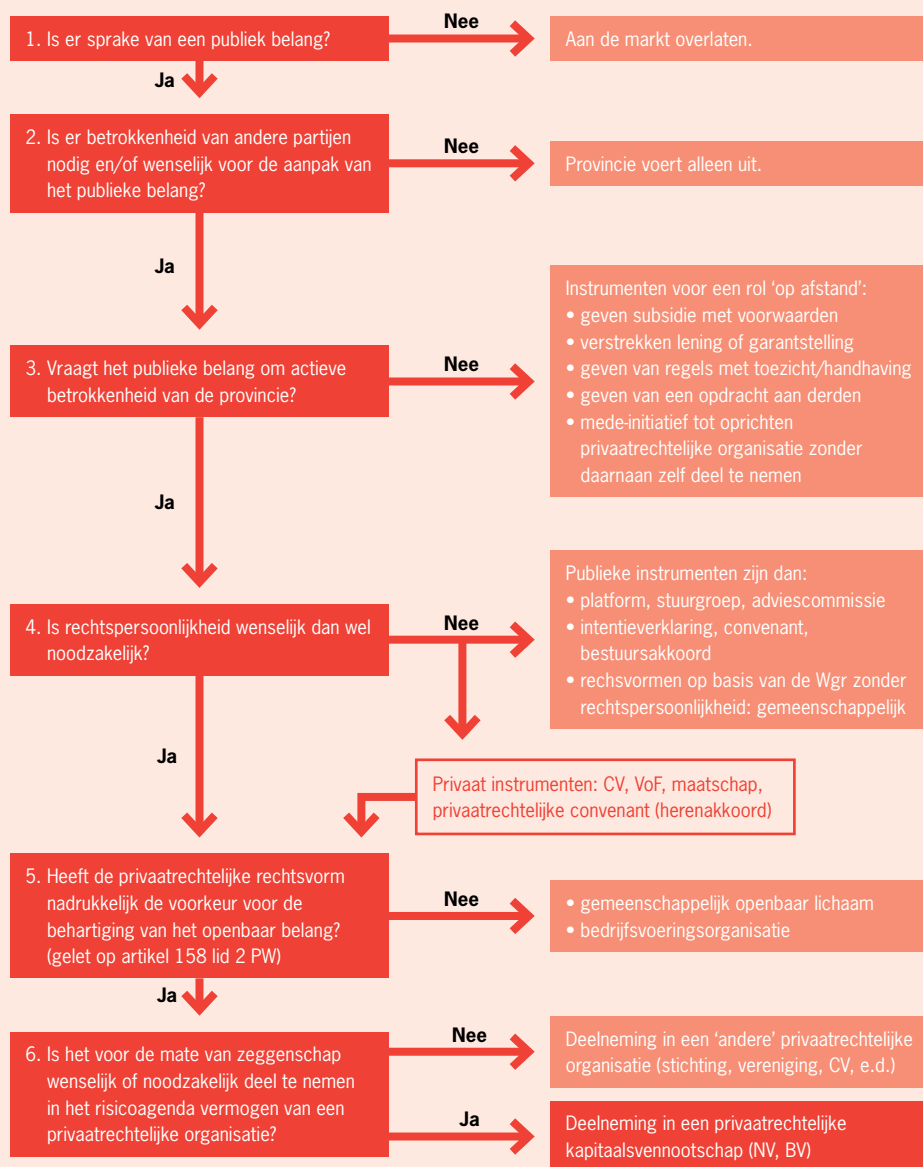 1. Is er sprake van een publiek belang?
Nee
Aan de markt overlaten.
Ja
2. Is er betrokkenheid van andere partijen
nodig en/of wenselijk voor de aanpak van
het publieke belang?
Nee
Provincie voert alleen uit.
Ja
3. Vraagt het publieke belang om actieve
betrokkenheid van de provincie?
Nee
Instrumenten voor een rol ‘op afstand’:
• geven subsidie met voorwaarden
• verstrekken lening of garantstelling
• geven van regels met toezicht/handhaving
• geven van een opdracht aan derden
• mede-initiatief tot oprichten
privaatrechtelijke organisatie zonder
daarnaan zelf deel te nemen
Ja
4. Is rechtspersoonlijkheid wenselijk dan wel
noodzakelijk?
Nee
Publieke instrumenten zijn dan:
• platform, stuurgroep, adviescommissie
• intentieverklaring, convenant,
bestuursakkoord
• rechsvormen op basis van de Wgr zonder
rechtspersoonlijkheid: gemeenschappelijk
Ja
Privaat instrumenten: CV, VoF, maatschap,
privaatrechtelijke convenant (herenakkoord)
5. Heeft de privaatrechtelijke rechtsvorm
nadrukkelijk de voorkeur voor de
behartiging van het openbaar belang?
(gelet op artikel 158 lid 2 PW)
Nee
• gemeenschappelijk openbaar lichaam
• bedrijfsvoeringsorganisatie
Ja
6. Is het voor de mate van zeggenschap
wenselijk of noodzakelijk deel te nemen
in het risicoagenda vermogen van een
privaatrechtelijke organisatie?
Nee
Deelneming in een ‘andere’ privaatrechtelijke
organisatie (stichting, vereniging, CV, e.d.)
Ja
Deelneming in een privaatrechtelijke
kapitaalsvennootschap (NV, BV)